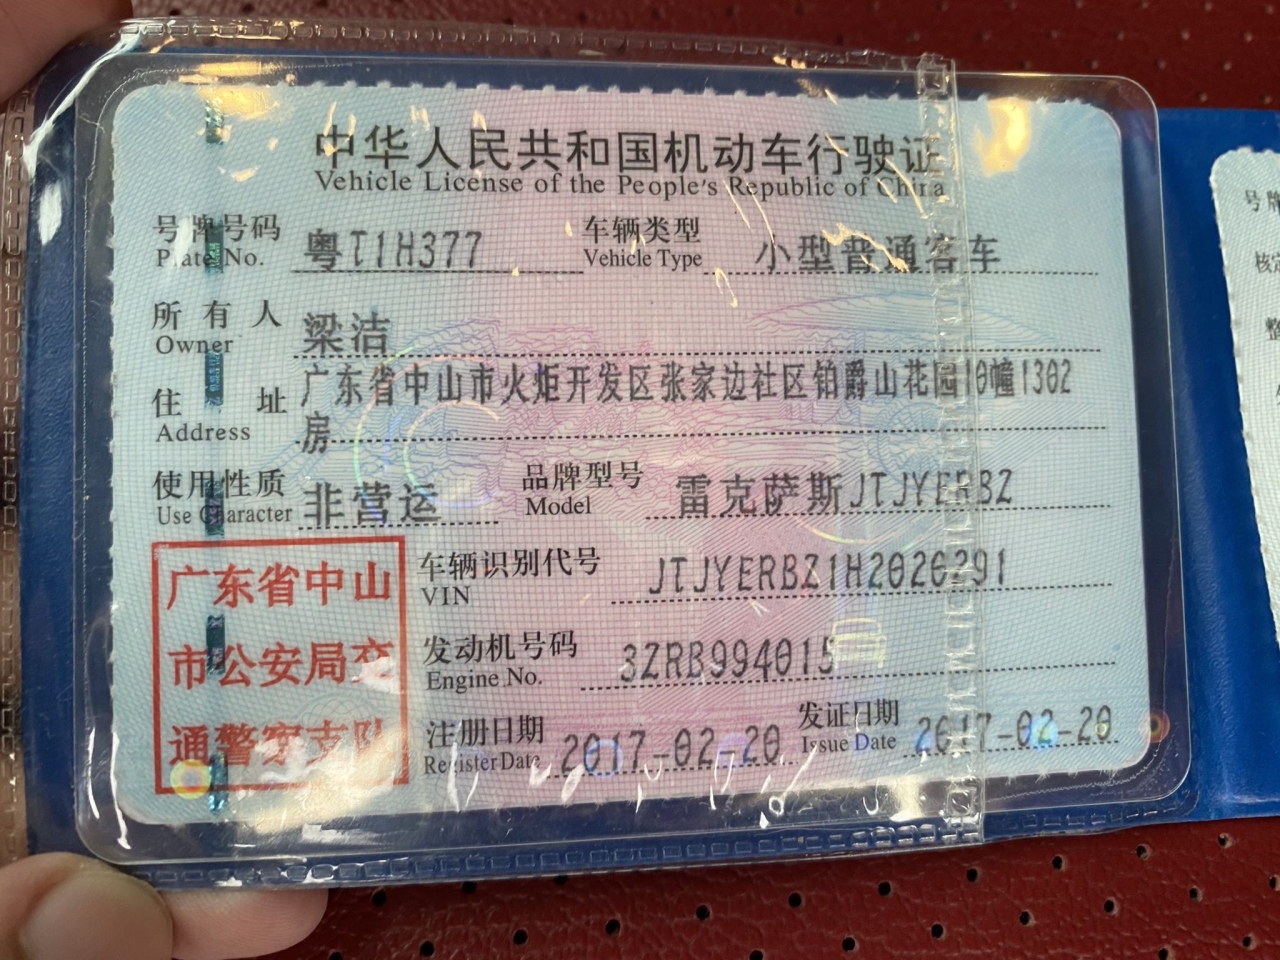 中华人民共和国机动车行驶证
Vehicle License of the People's Republic of China
号牌号码 粤T1H377 车辆类型 小型普通客车
Plate No. Vehicle Type
所有人 梁洁
Owner
住址 广东省中山市火炬开发区张家边社区铂爵山花园10幢1302
Address 房
使用性质 非营运 品牌型号 雷克萨斯JTJYERBZ
Use Character Model
广东省中山 车辆识别代号 JTJYERBZ1H2026291
VIN
市公安局交 发动机号码 3ZRB994015
Engine No.
通警察支队 注册日期 2017-02-20 发证日期 2017-02-20
Register Date Issue Date
号牌
核定
整